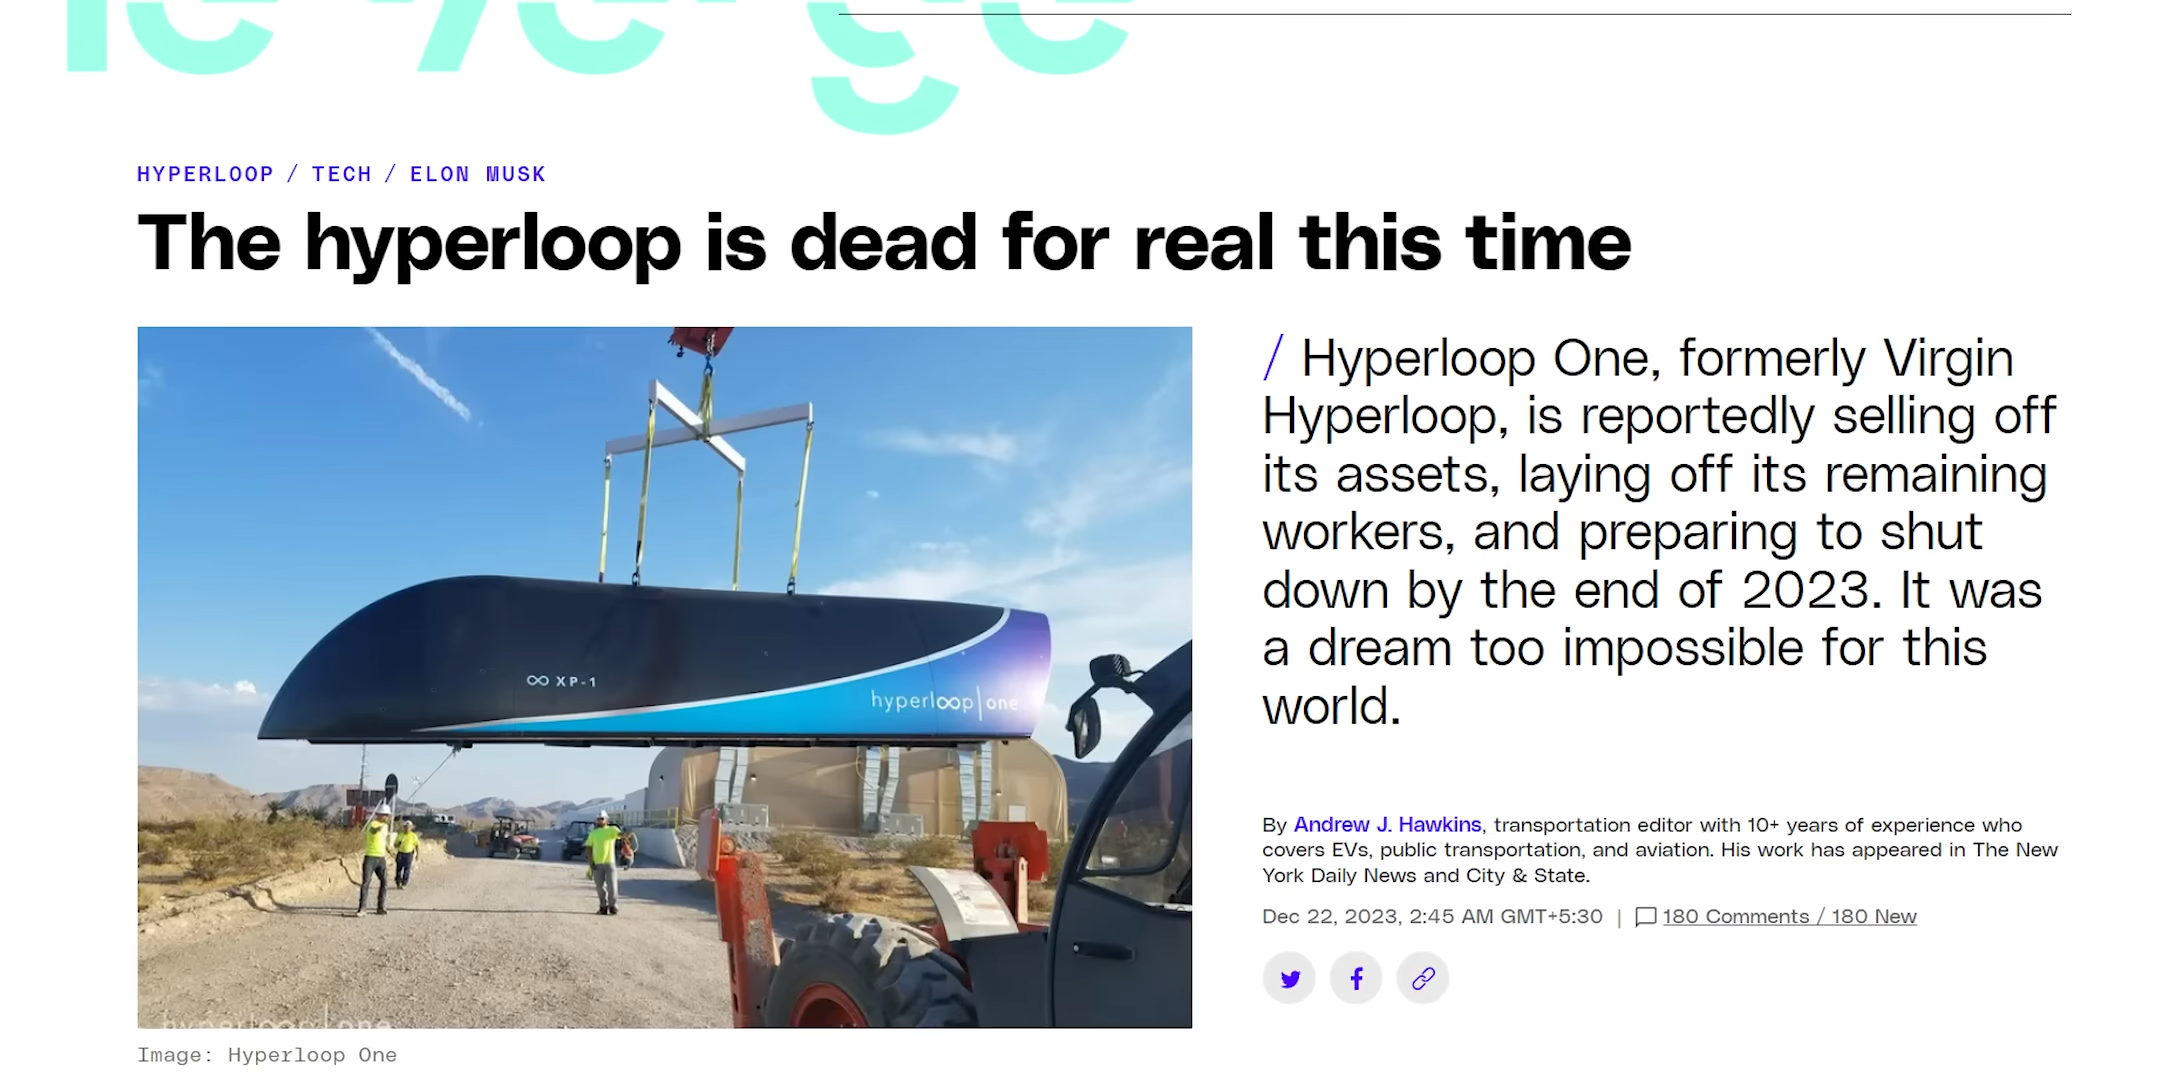 HYPERLOOP / TECH / ELON MUSK
The hyperloop is dead for real this time
∞ XP-1
hyperloop|one
hyperloop|one
/ Hyperloop One, formerly Virgin
Hyperloop, is reportedly selling off
its assets, laying off its remaining
workers, and preparing to shut
down by the end of 2023. It was
a dream too impossible for this
world.
By Andrew J. Hawkins, transportation editor with 10+ years of experience who
covers EVs, public transportation, and aviation. His work has appeared in The New
York Daily News and City & State.
Dec 22, 2023, 2:45 AM GMT+5:30 | 180 Comments / 180 New
Image: Hyperloop One